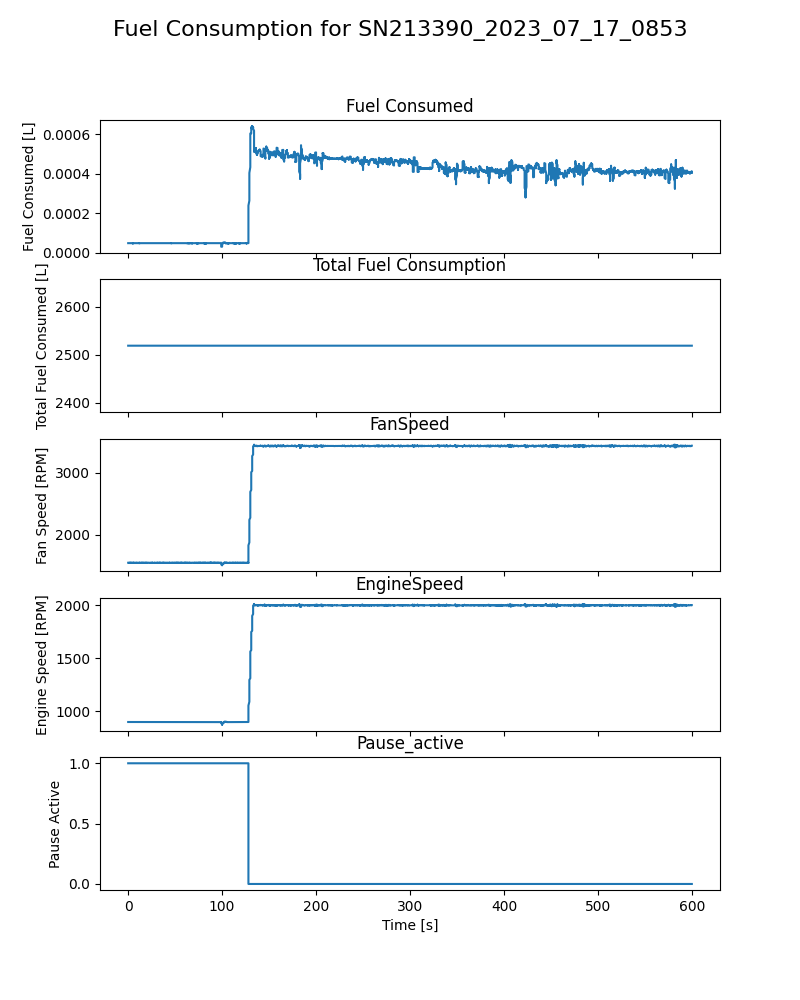 Fuel Consumption for SN213390_2023_07_17_0853
Fuel Consumed
Fuel Consumed [L]
0.0006
0.0004
0.0002
0.0000
Total Fuel Consumption
Total Fuel Consumed [L]
2600
2500
2400
FanSpeed
Fan Speed [RPM]
3000
2000
EngineSpeed
Engine Speed [RPM]
2000
1500
1000
Pause_active
Pause Active
1.0
0.5
0.0
0 100 200 300 400 500 600
Time [s]